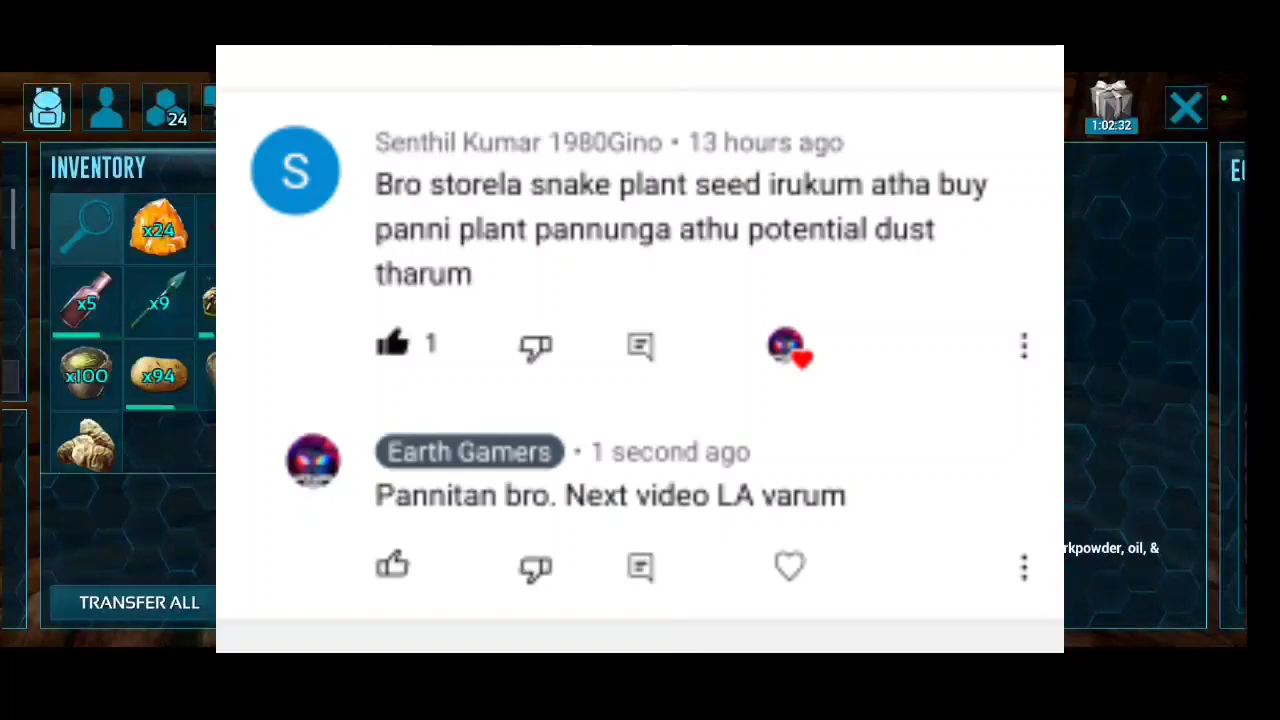 24
1:02:32
INVENTORY
x24
x5
x9
x100
x94
TRANSFER ALL
S
Senthil Kumar 1980Gino • 13 hours ago
Bro storela snake plant seed irukum atha buy
panni plant pannunga athu potential dust
tharum
1
Earth Gamers • 1 second ago
Pannitan bro. Next video LA varum
rkpowder, oil, &